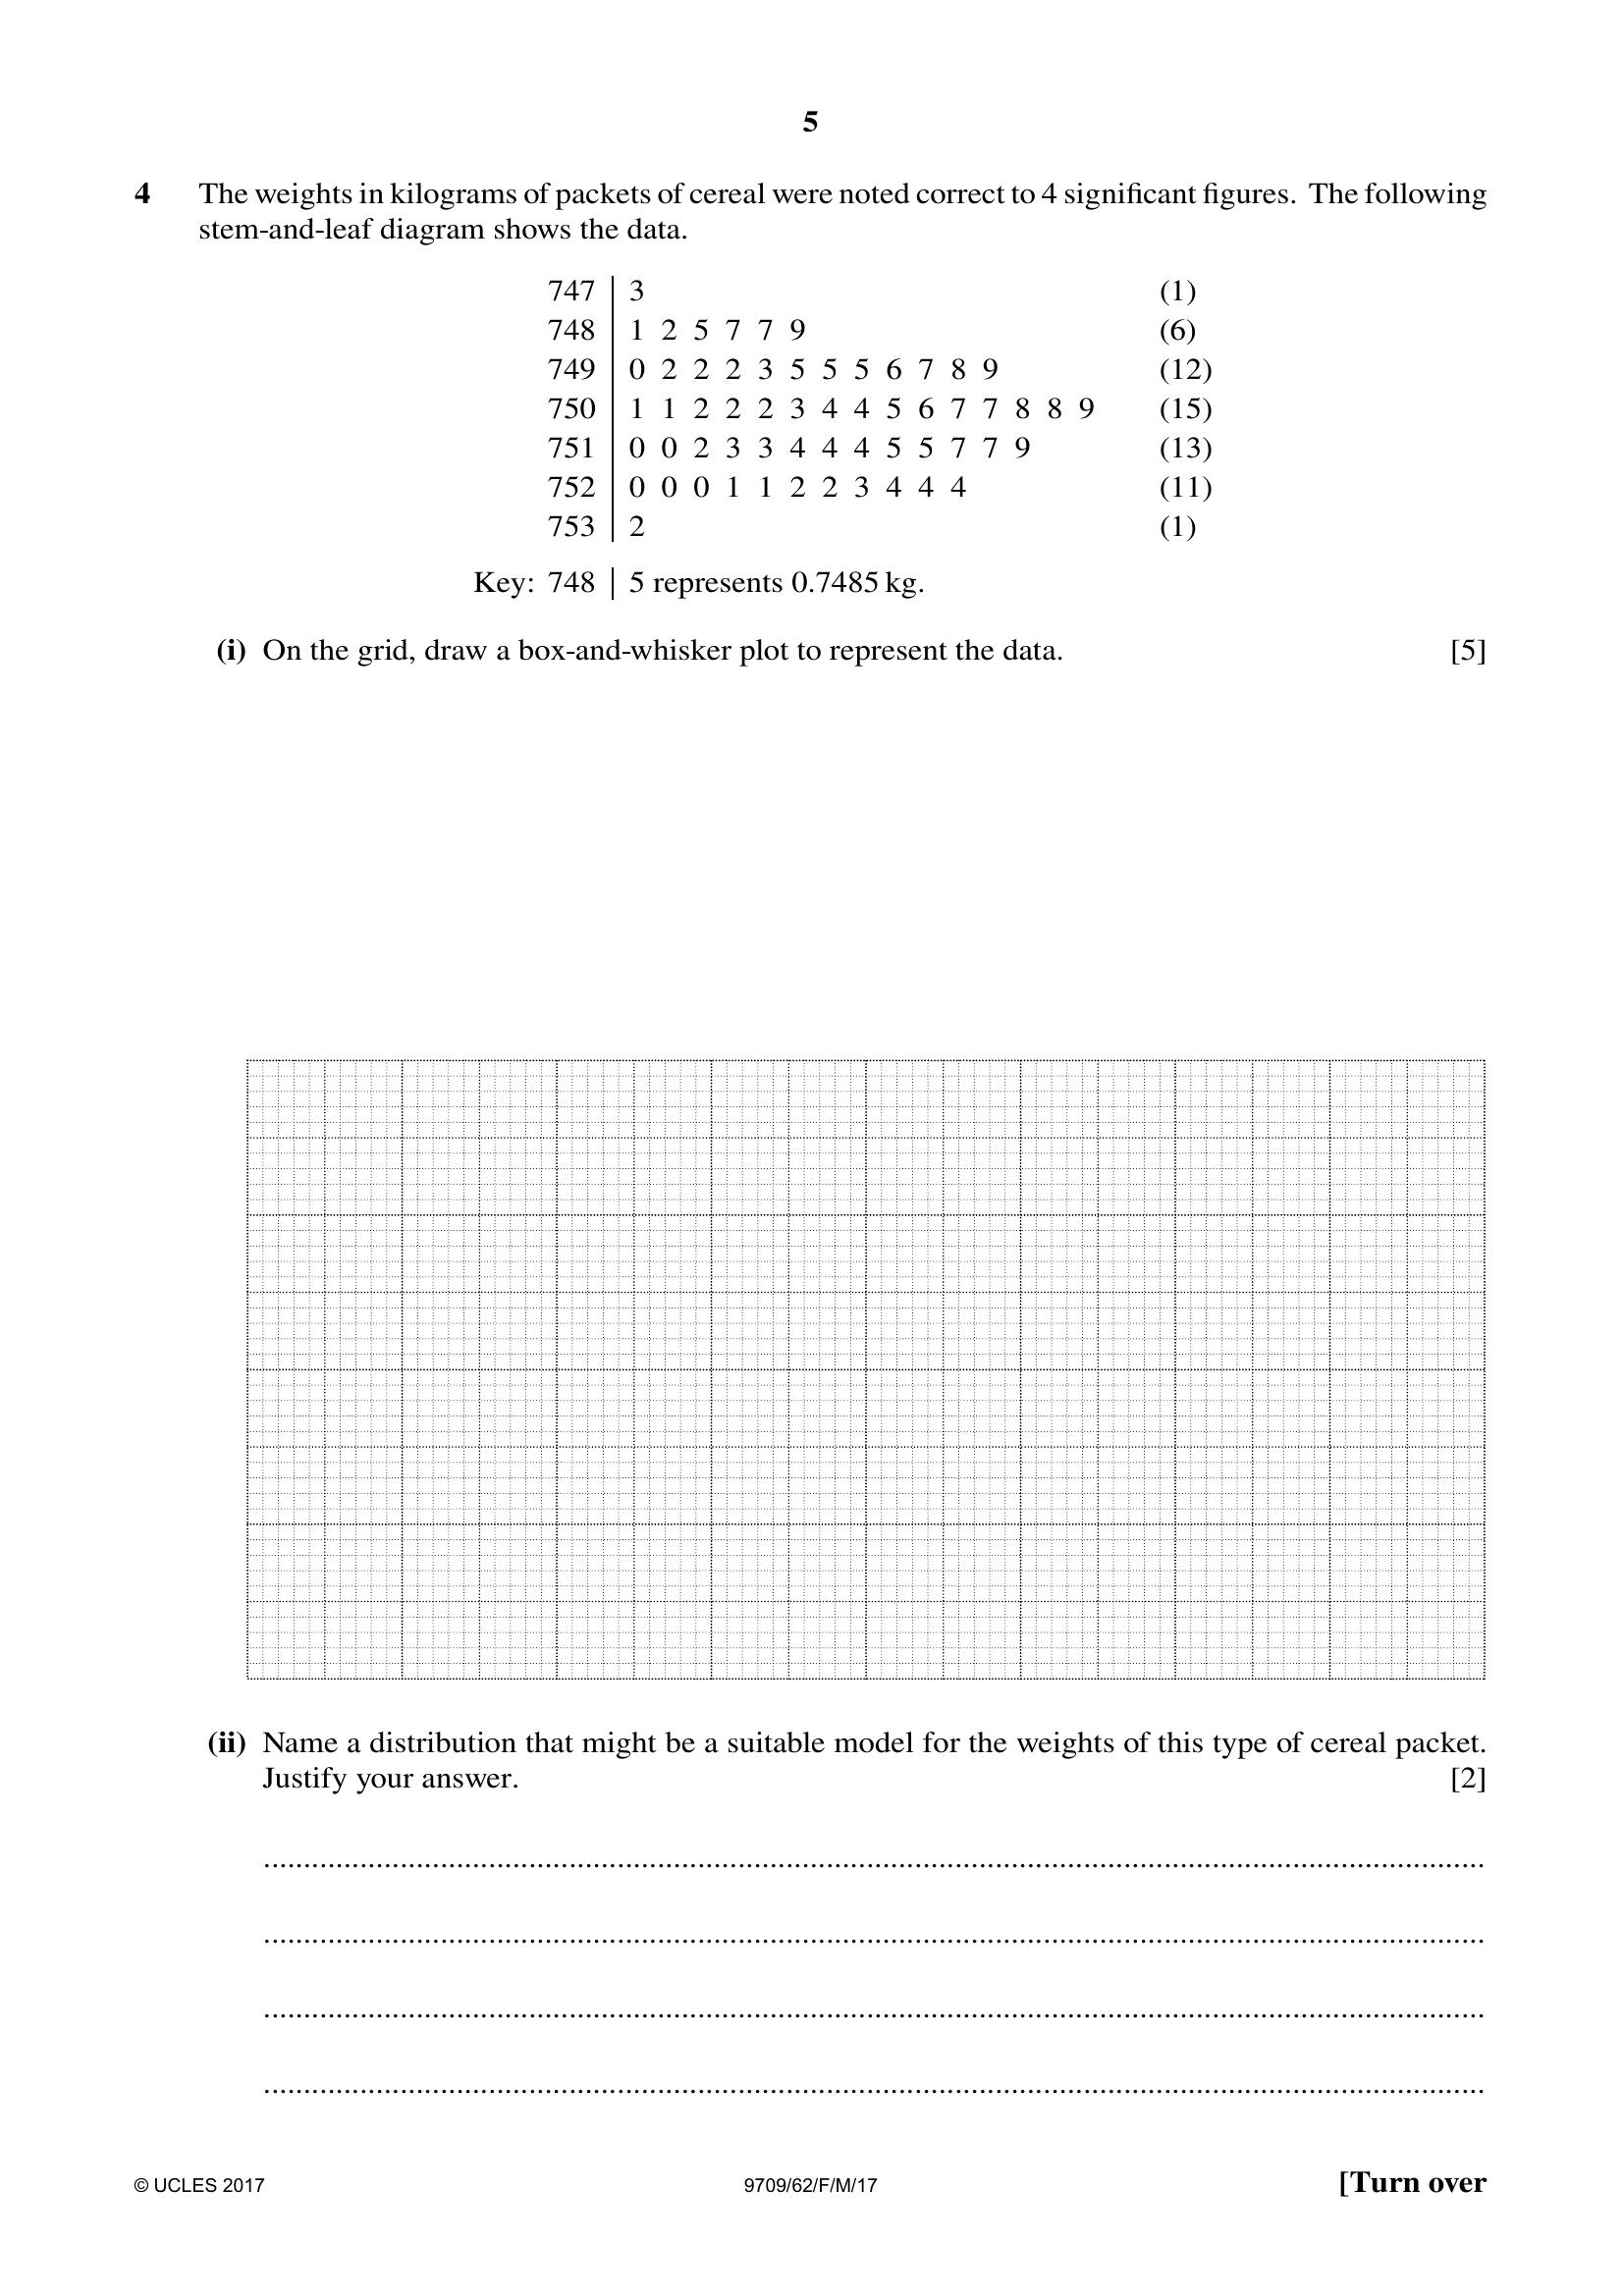 5
4 The weights in kilograms of packets of cereal were noted correct to 4 significant figures. The following
stem-and-leaf diagram shows the data.
747 | 3 (1)
748 | 1 2 5 7 7 9 (6)
749 | 0 2 2 2 3 5 5 5 6 7 8 9 (12)
750 | 1 1 2 2 2 3 4 4 5 6 7 7 8 8 9 (15)
751 | 0 0 2 3 3 4 4 4 5 5 7 7 9 (13)
752 | 0 0 0 1 1 2 2 3 4 4 4 (11)
753 | 2 (1)
Key: 748 | 5 represents 0.7485 kg.
(i) On the grid, draw a box-and-whisker plot to represent the data. [5]
(ii) Name a distribution that might be a suitable model for the weights of this type of cereal packet.
Justify your answer. [2]
© UCLES 2017 9709/62/F/M/17 [Turn over